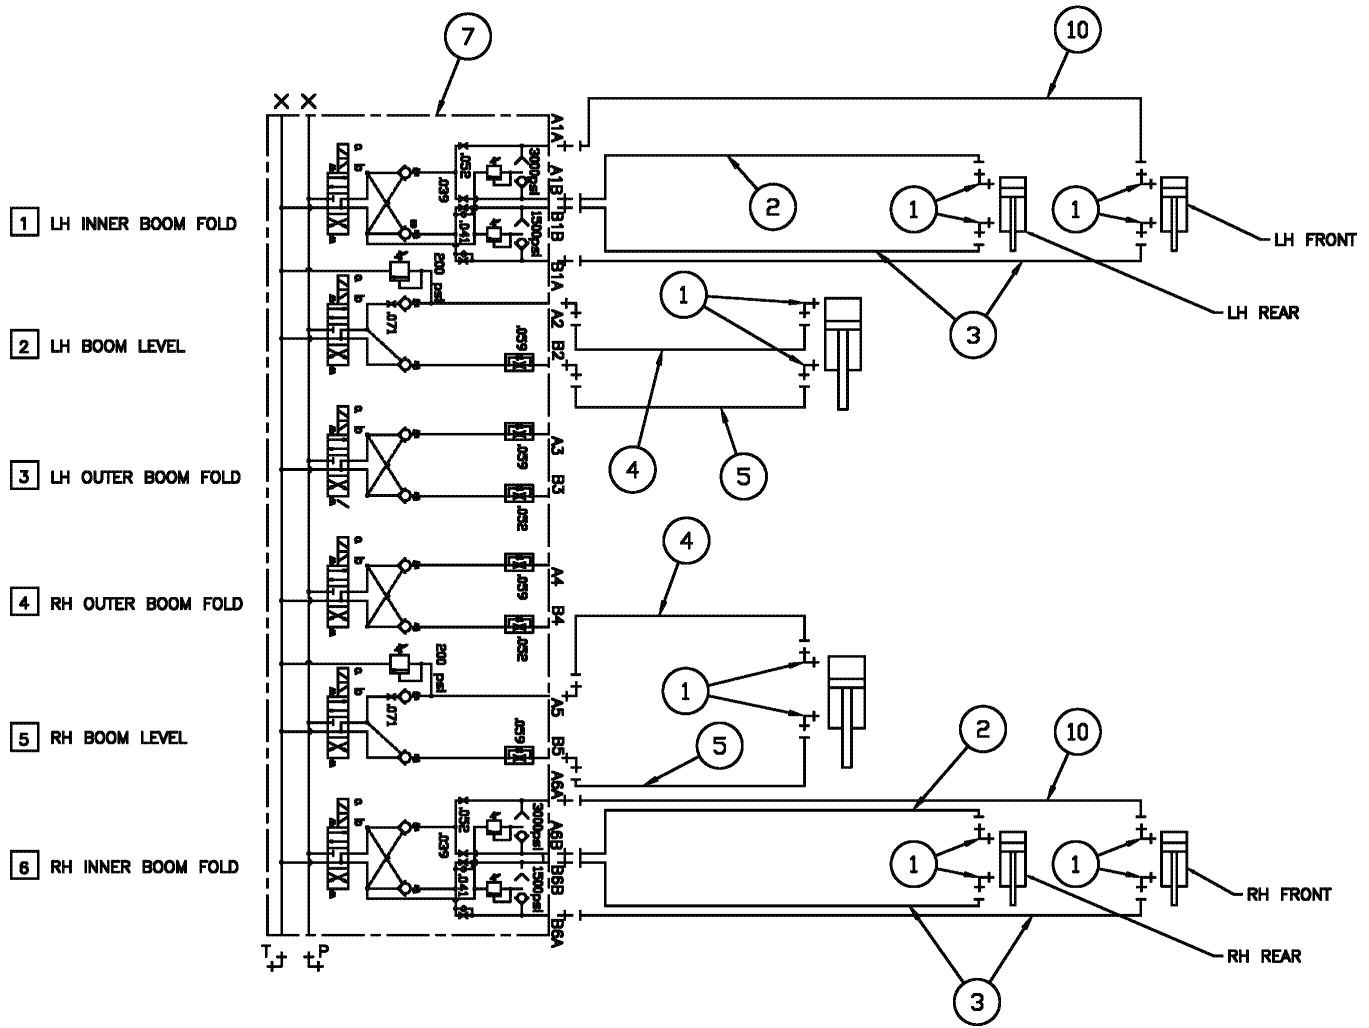 7
10
A1A
a
b
.052
3000psi
A1B
.039
2
1
1
1 LH INNER BOOM FOLD
.041
1500psi
B1B
LH FRONT
B1A
200 psi
1
LH REAR
3
a
b
.071
A2
2 LH BOOM LEVEL
.059
B2
a
b
A3
4
5
3 LH OUTER BOOM FOLD
.059
B3
.052
4
a
b
A4
.059
4 RH OUTER BOOM FOLD
B4
.052
200 psi
1
a
b
.071
A5
2
10
5 RH BOOM LEVEL
.059
B5
5
A6A
a
b
.052
3000psi
A6B
.039
1
1
6 RH INNER BOOM FOLD
.041
1500psi
B6B
RH FRONT
B6A
T P
RH REAR
3